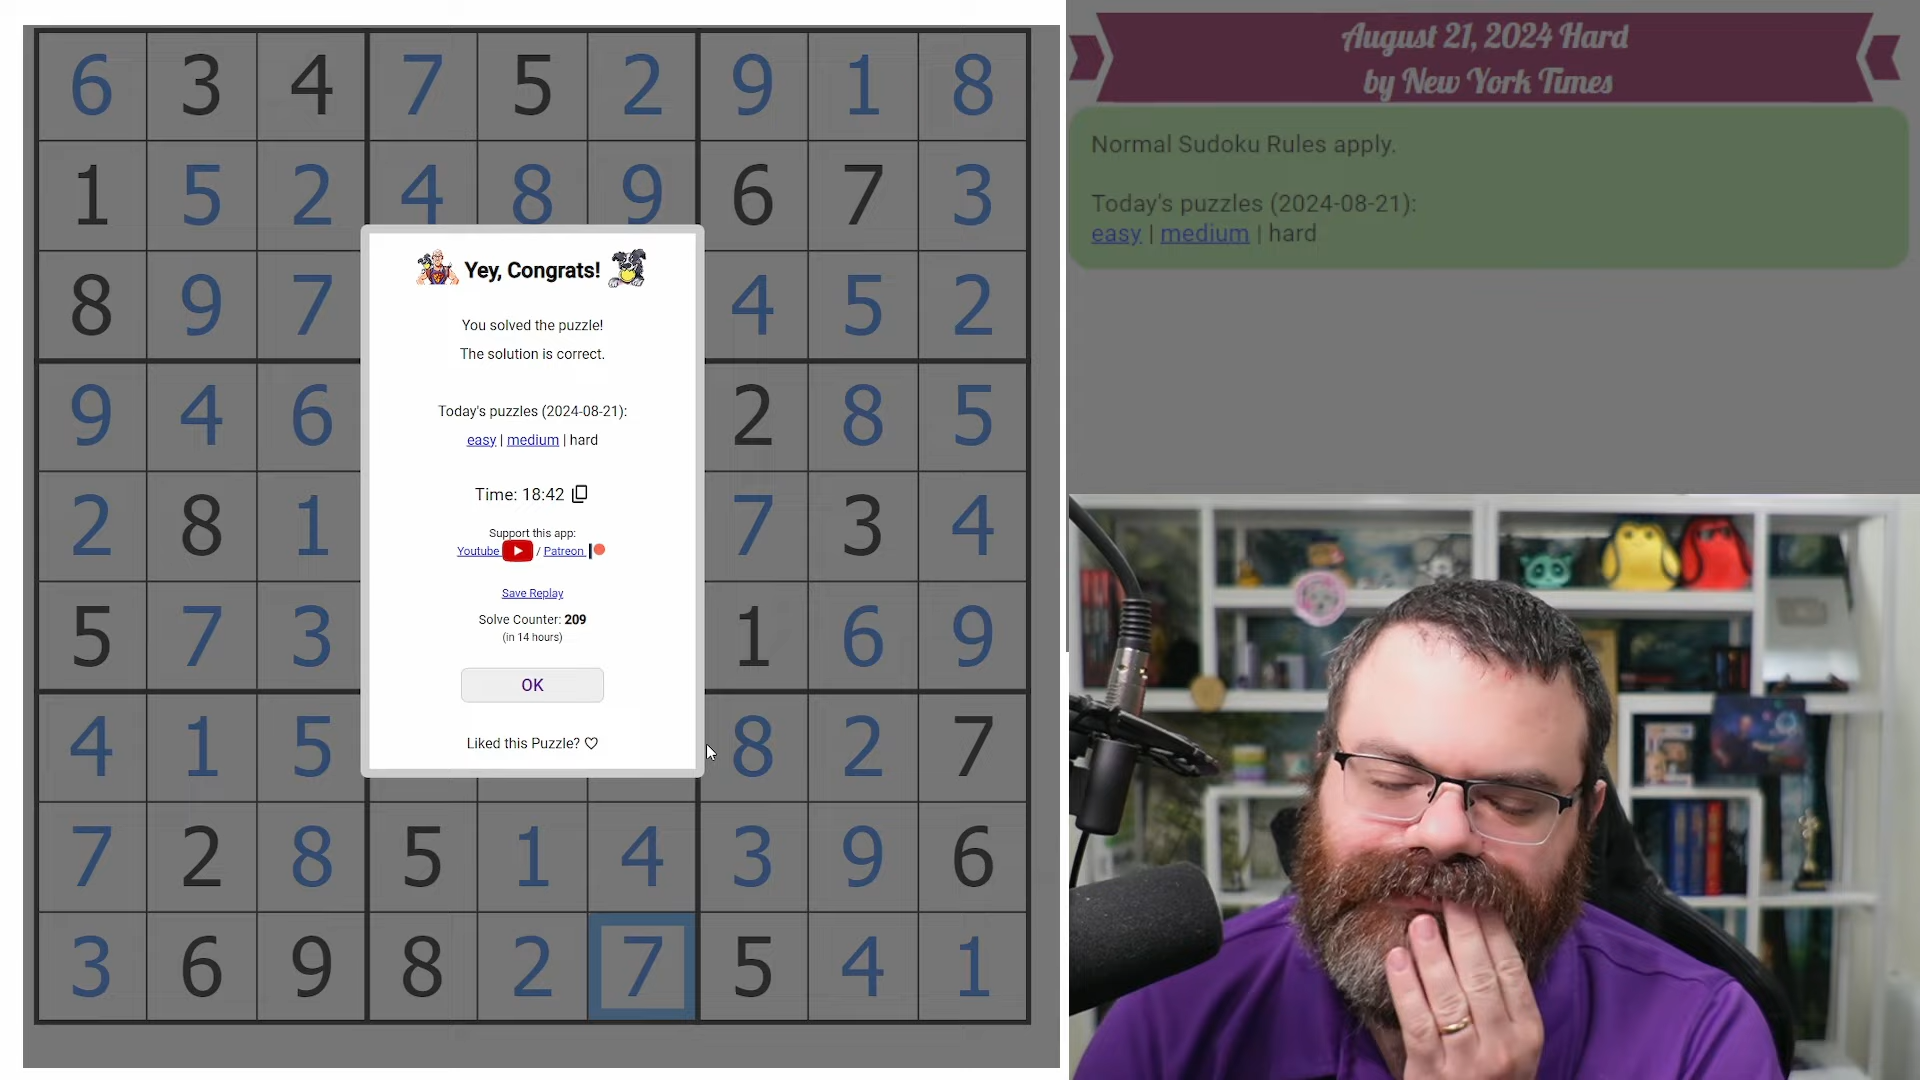 August 21, 2024 Hard
by New York Times
Normal Sudoku Rules apply.
Today's puzzles (2024-08-21):
easy | medium | hard
6 3 4 7 5 2 9 1 8
1 5 2 4 8 9 6 7 3
8 9 7 4 5 2
9 4 6 2 8 5
2 8 1 7 3 4
5 7 3 1 6 9
4 1 5 8 2 7
7 2 8 5 1 4 3 9 6
3 6 9 8 2 7 5 4 1
Yey, Congrats!
You solved the puzzle!
The solution is correct.
Today's puzzles (2024-08-21):
easy | medium | hard
Time: 18:42
Support this app:
Youtube / Patreon
Save Replay
Solve Counter: 209
(in 14 hours)
OK
Liked this Puzzle? ♡